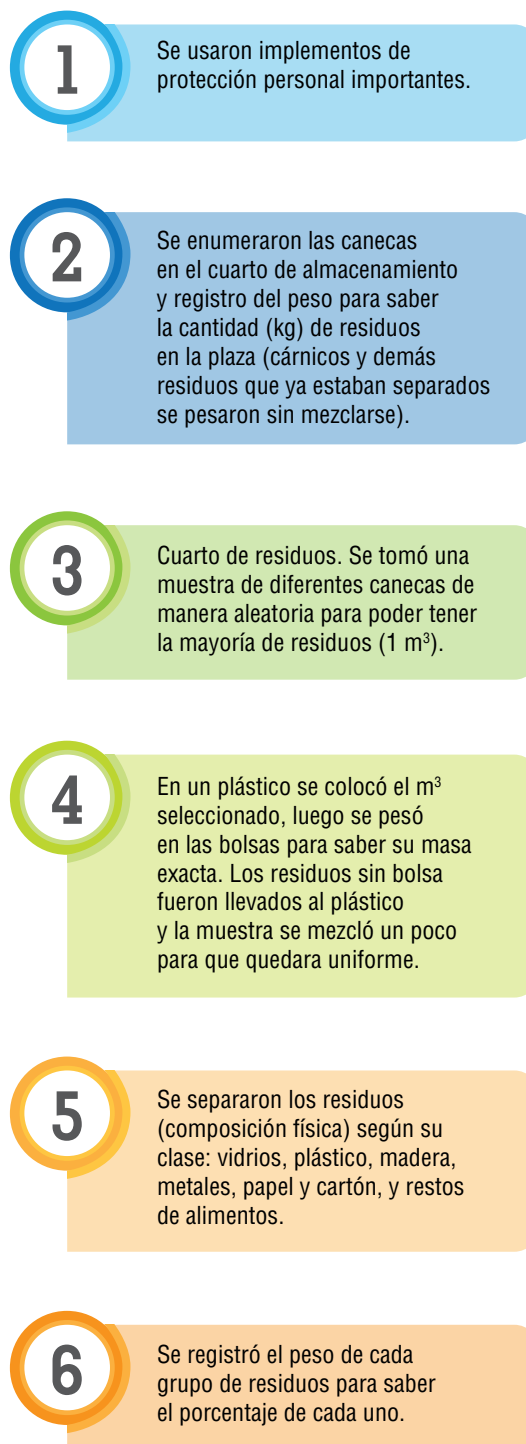 1
Se usaron implementos de
protección personal importantes.
2
Se enumeraron las canecas
en el cuarto de almacenamiento
y registro del peso para saber
la cantidad (kg) de residuos
en la plaza (cárnicos y demás
residuos que ya estaban separados
se pesaron sin mezclarse).
3
Cuarto de residuos. Se tomó una
muestra de diferentes canecas de
manera aleatoria para poder tener
la mayoría de residuos (1 m³).
4
En un plástico se colocó el m³
seleccionado, luego se pesó
en las bolsas para saber su masa
exacta. Los residuos sin bolsa
fueron llevados al plástico
y la muestra se mezcló un poco
para que quedara uniforme.
5
Se separaron los residuos
(composición física) según su
clase: vidrios, plástico, madera,
metales, papel y cartón, y restos
de alimentos.
6
Se registró el peso de cada
grupo de residuos para saber
el porcentaje de cada uno.